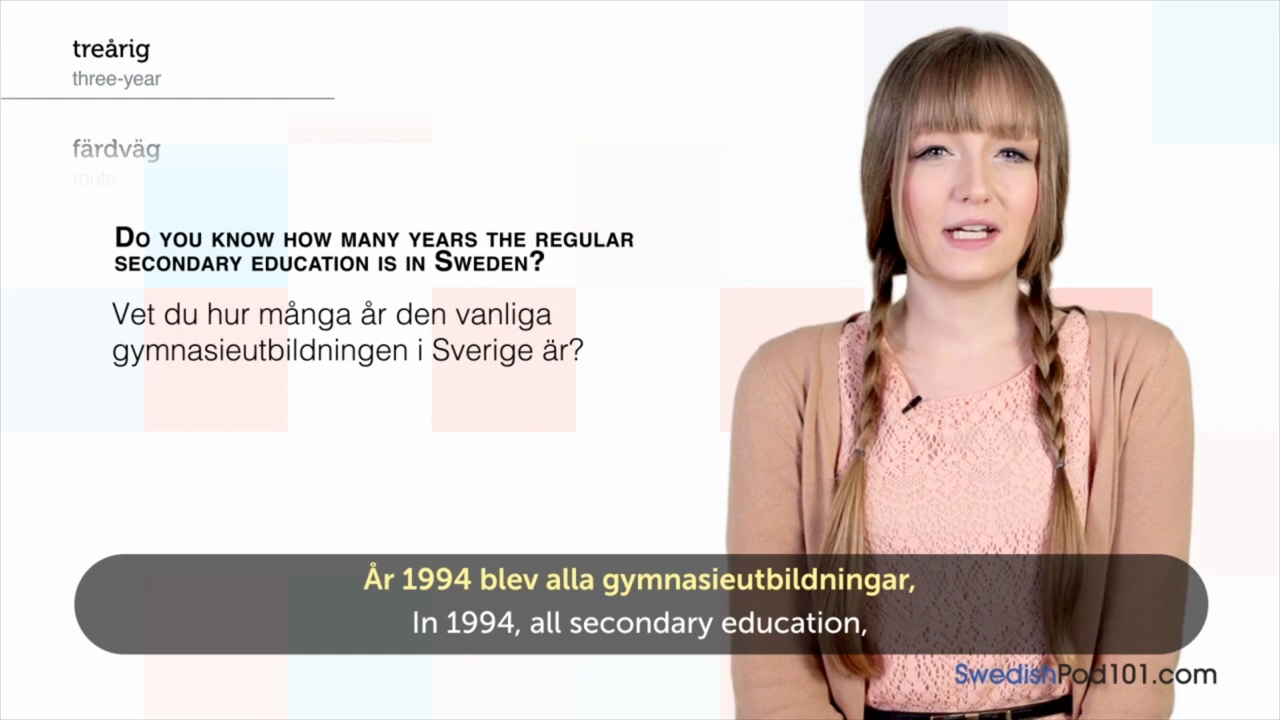 treårig
three-year
färdväg
route
Do you know how many years the regular
secondary education is in Sweden?
Vet du hur många år den vanliga
gymnasieutbildningen i Sverige är?
År 1994 blev alla gymnasieutbildningar,
In 1994, all secondary education,
SwedishPod101.com